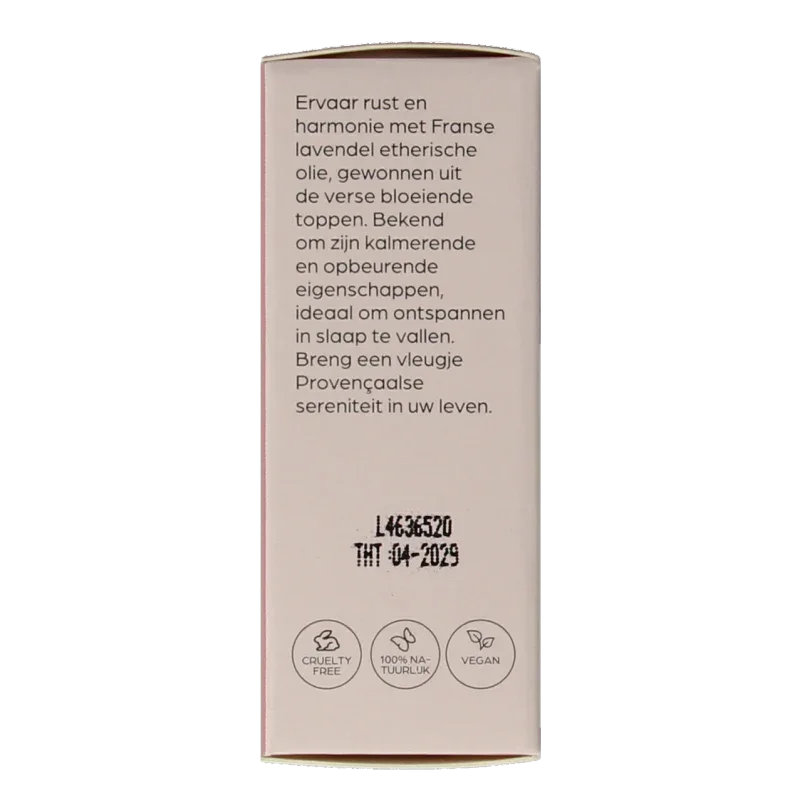 Ervaar rust en
harmonie met Franse
lavendel etherische
olie, gewonnen uit
de verse bloeiende
toppen. Bekend
om zijn kalmerende
en opbeurende
eigenschappen,
ideaal om ontspannen
in slaap te vallen.
Breng een vleugje
Provençaalse
sereniteit in uw leven.
L4636520
THT :04-2029
CRUELTY
FREE
100% NA-
TUURLIJK
VEGAN